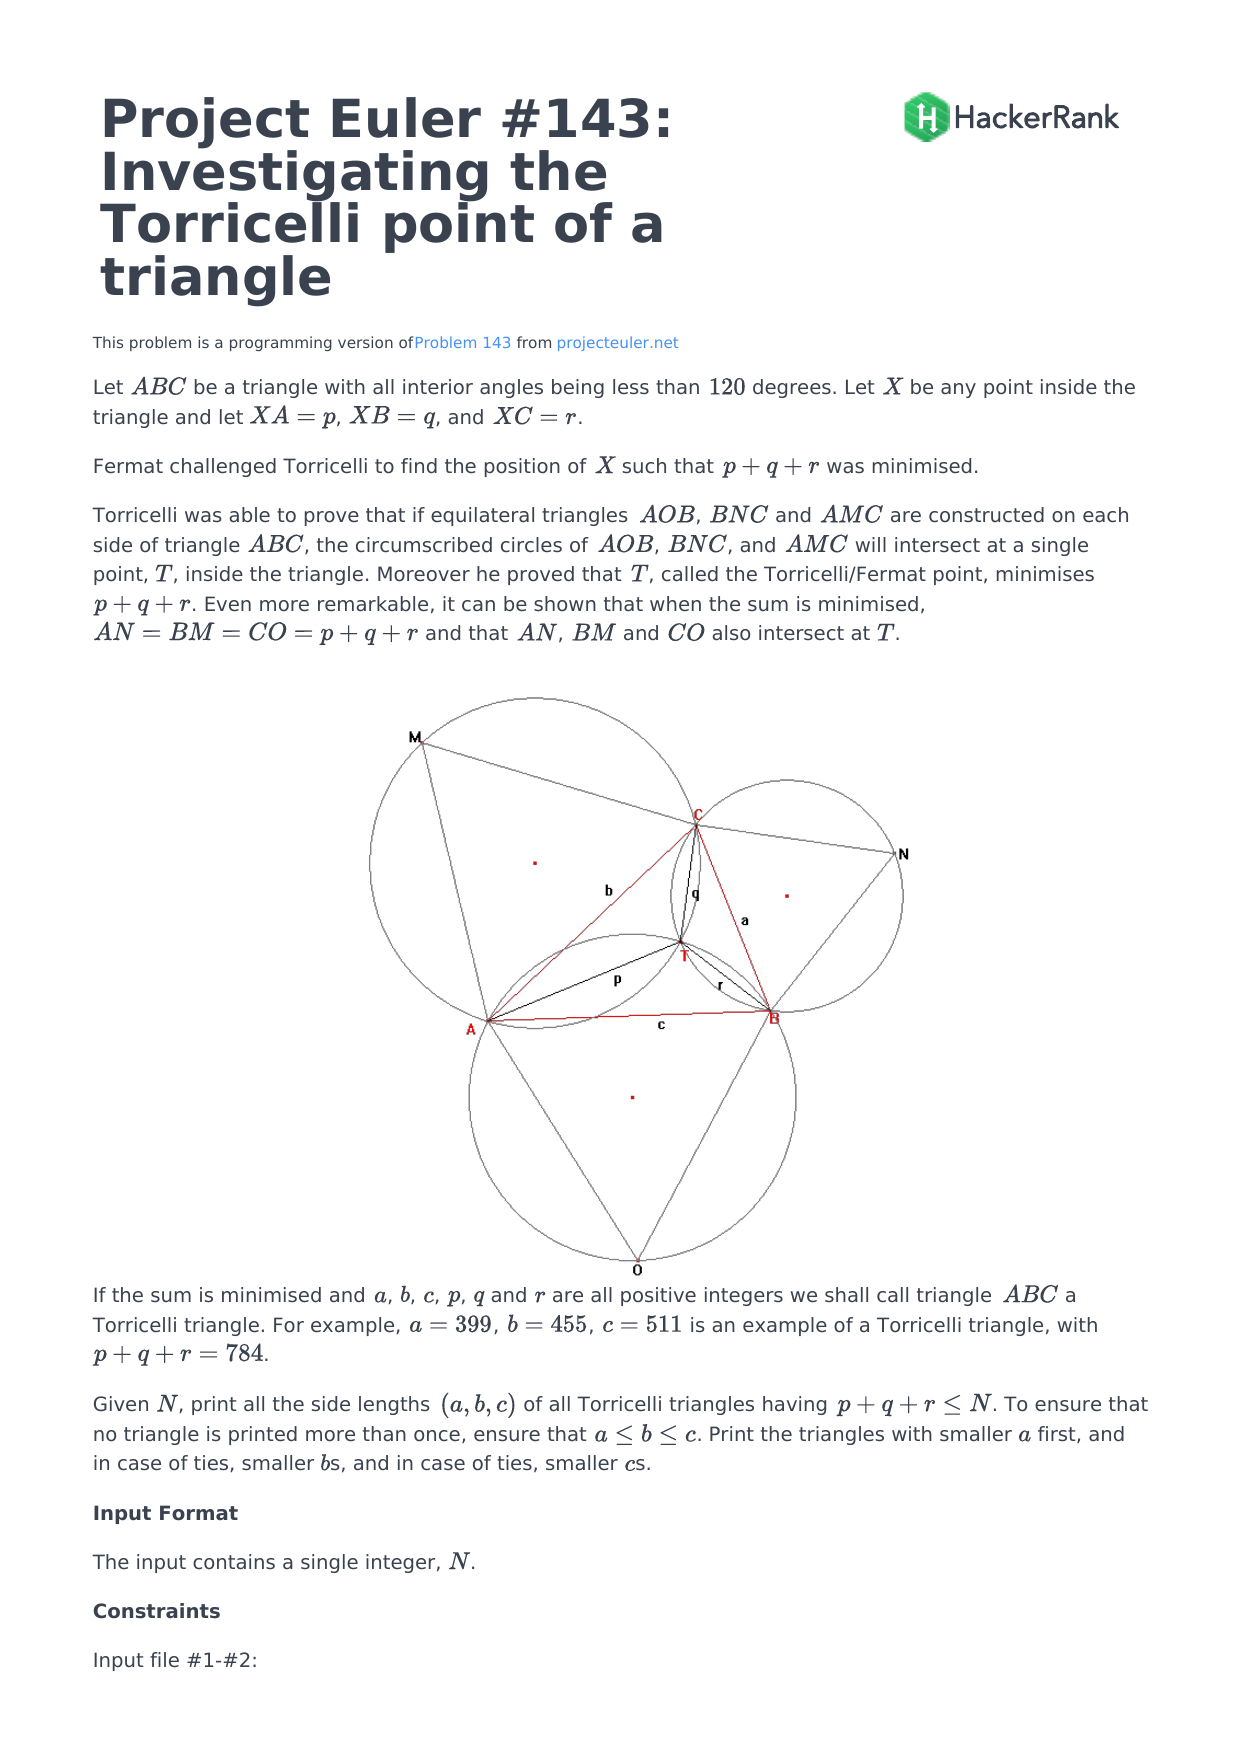 Project Euler #143:
Investigating the
Torricelli point of a
triangle
HackerRank
This problem is a programming version ofProblem 143 from projecteuler.net
Let ABC be a triangle with all interior angles being less than 120 degrees. Let X be any point inside the
triangle and let XA = p, XB = q, and XC = r.
Fermat challenged Torricelli to find the position of X such that p + q + r was minimised.
Torricelli was able to prove that if equilateral triangles AOB, BNC and AMC are constructed on each
side of triangle ABC, the circumscribed circles of AOB, BNC, and AMC will intersect at a single
point, T, inside the triangle. Moreover he proved that T, called the Torricelli/Fermat point, minimises
p + q + r. Even more remarkable, it can be shown that when the sum is minimised,
AN = BM = CO = p + q + r and that AN, BM and CO also intersect at T.
M
C
N
b
q
a
T
p
r
A
c
B
O
If the sum is minimised and a, b, c, p, q and r are all positive integers we shall call triangle ABC a
Torricelli triangle. For example, a = 399, b = 455, c = 511 is an example of a Torricelli triangle, with
p + q + r = 784.
Given N, print all the side lengths (a, b, c) of all Torricelli triangles having p + q + r ≤ N. To ensure that
no triangle is printed more than once, ensure that a ≤ b ≤ c. Print the triangles with smaller a first, and
in case of ties, smaller bs, and in case of ties, smaller cs.
Input Format
The input contains a single integer, N.
Constraints
Input file #1-#2: